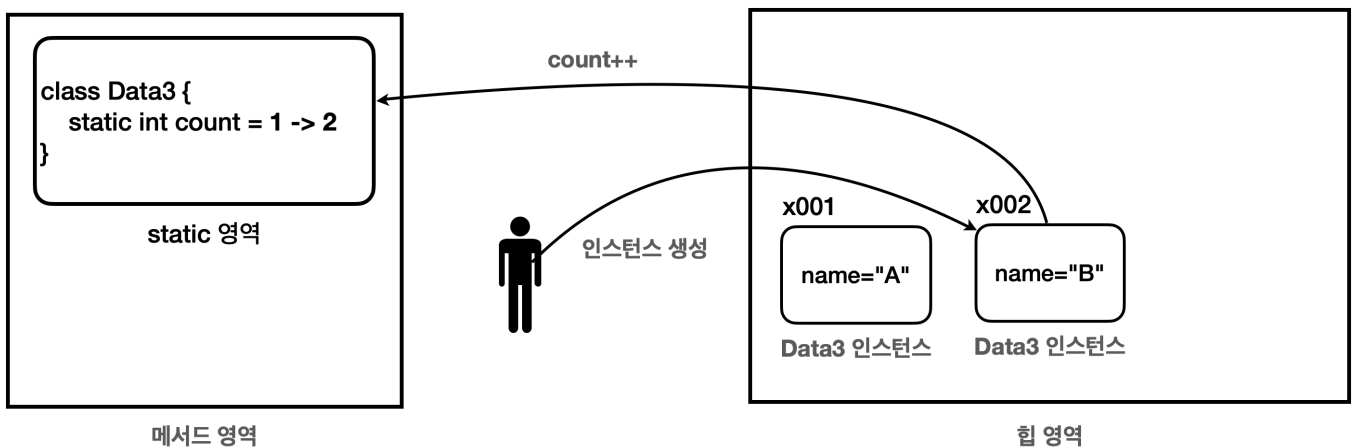 count++
class Data3 {
static int count = 1 -> 2
}
static 영역
인스턴스 생성
x001
x002
name="A"
name="B"
Data3 인스턴스
Data3 인스턴스
메서드 영역
힙 영역